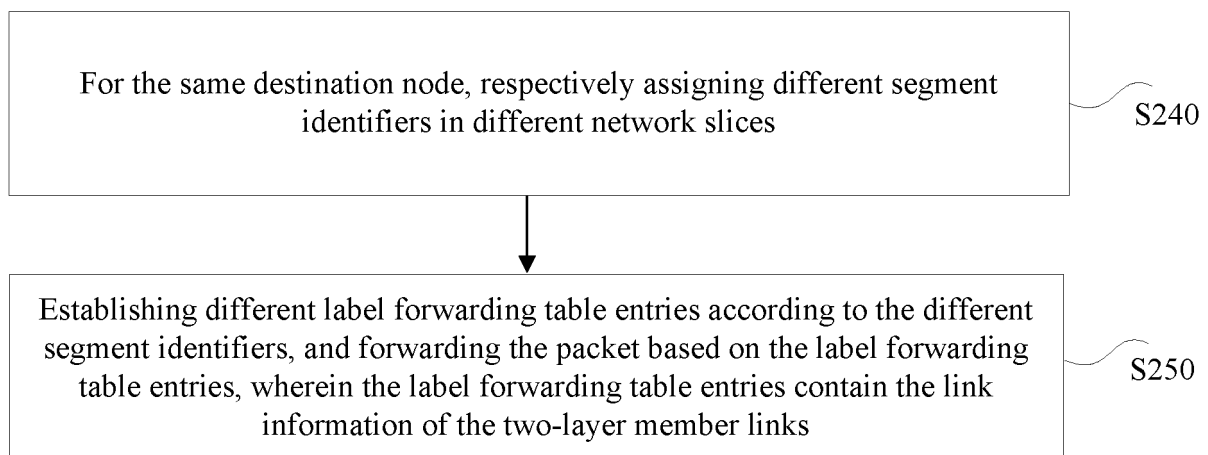 For the same destination node, respectively assigning different segment
identifiers in different network slices
S240
Establishing different label forwarding table entries according to the different
segment identifiers, and forwarding the packet based on the label forwarding
table entries, wherein the label forwarding table entries contain the link
information of the two-layer member links
S250